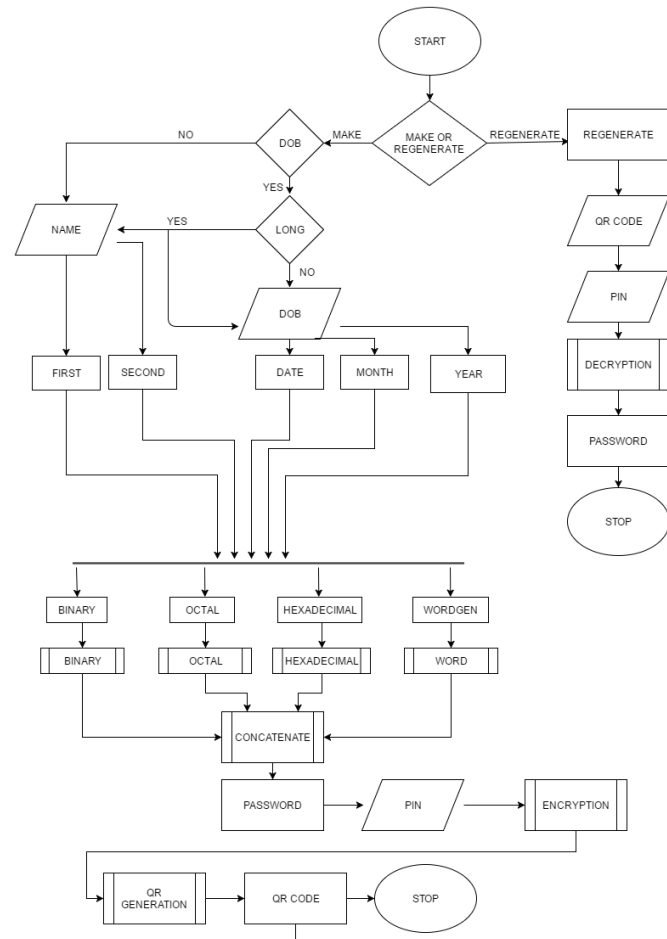 START
MAKE OR
REGENERATE
MAKE
REGENERATE
REGENERATE
DOB
NO
YES
NAME
YES
LONG
NO
QR CODE
DOB
PIN
FIRST
SECOND
DATE
MONTH
YEAR
DECRYPTION
PASSWORD
STOP
BINARY
OCTAL
HEXADECIMAL
WORDGEN
BINARY
OCTAL
HEXADECIMAL
WORD
CONCATENATE
PASSWORD
PIN
ENCRYPTION
QR
GENERATION
QR CODE
STOP